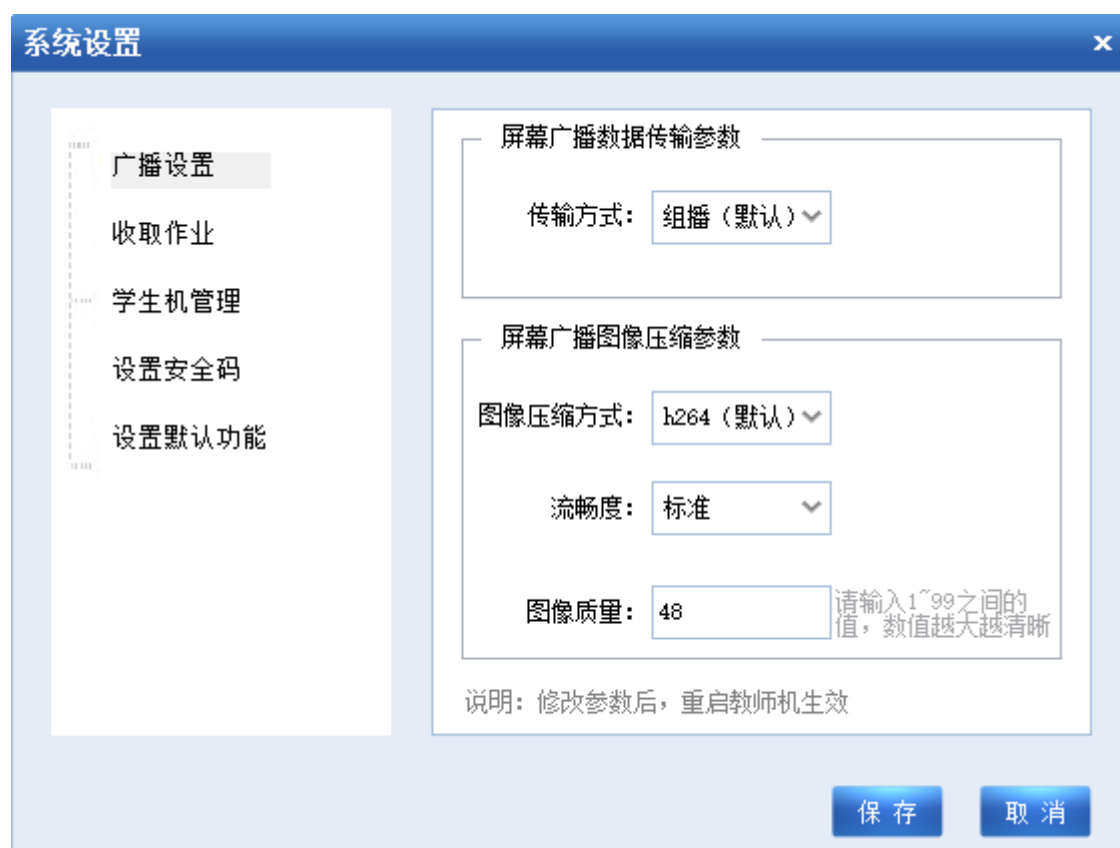 系统设置
广播设置
收取作业
学生机管理
设置安全码
设置默认功能
屏幕广播数据传输参数
传输方式： 组播（默认）
屏幕广播图像压缩参数
图像压缩方式： h264（默认）
流畅度： 标准
图像质量： 48
请输入1~99之间的
值，数值越大越清晰
说明：修改参数后，重启教师机生效
保 存 取 消